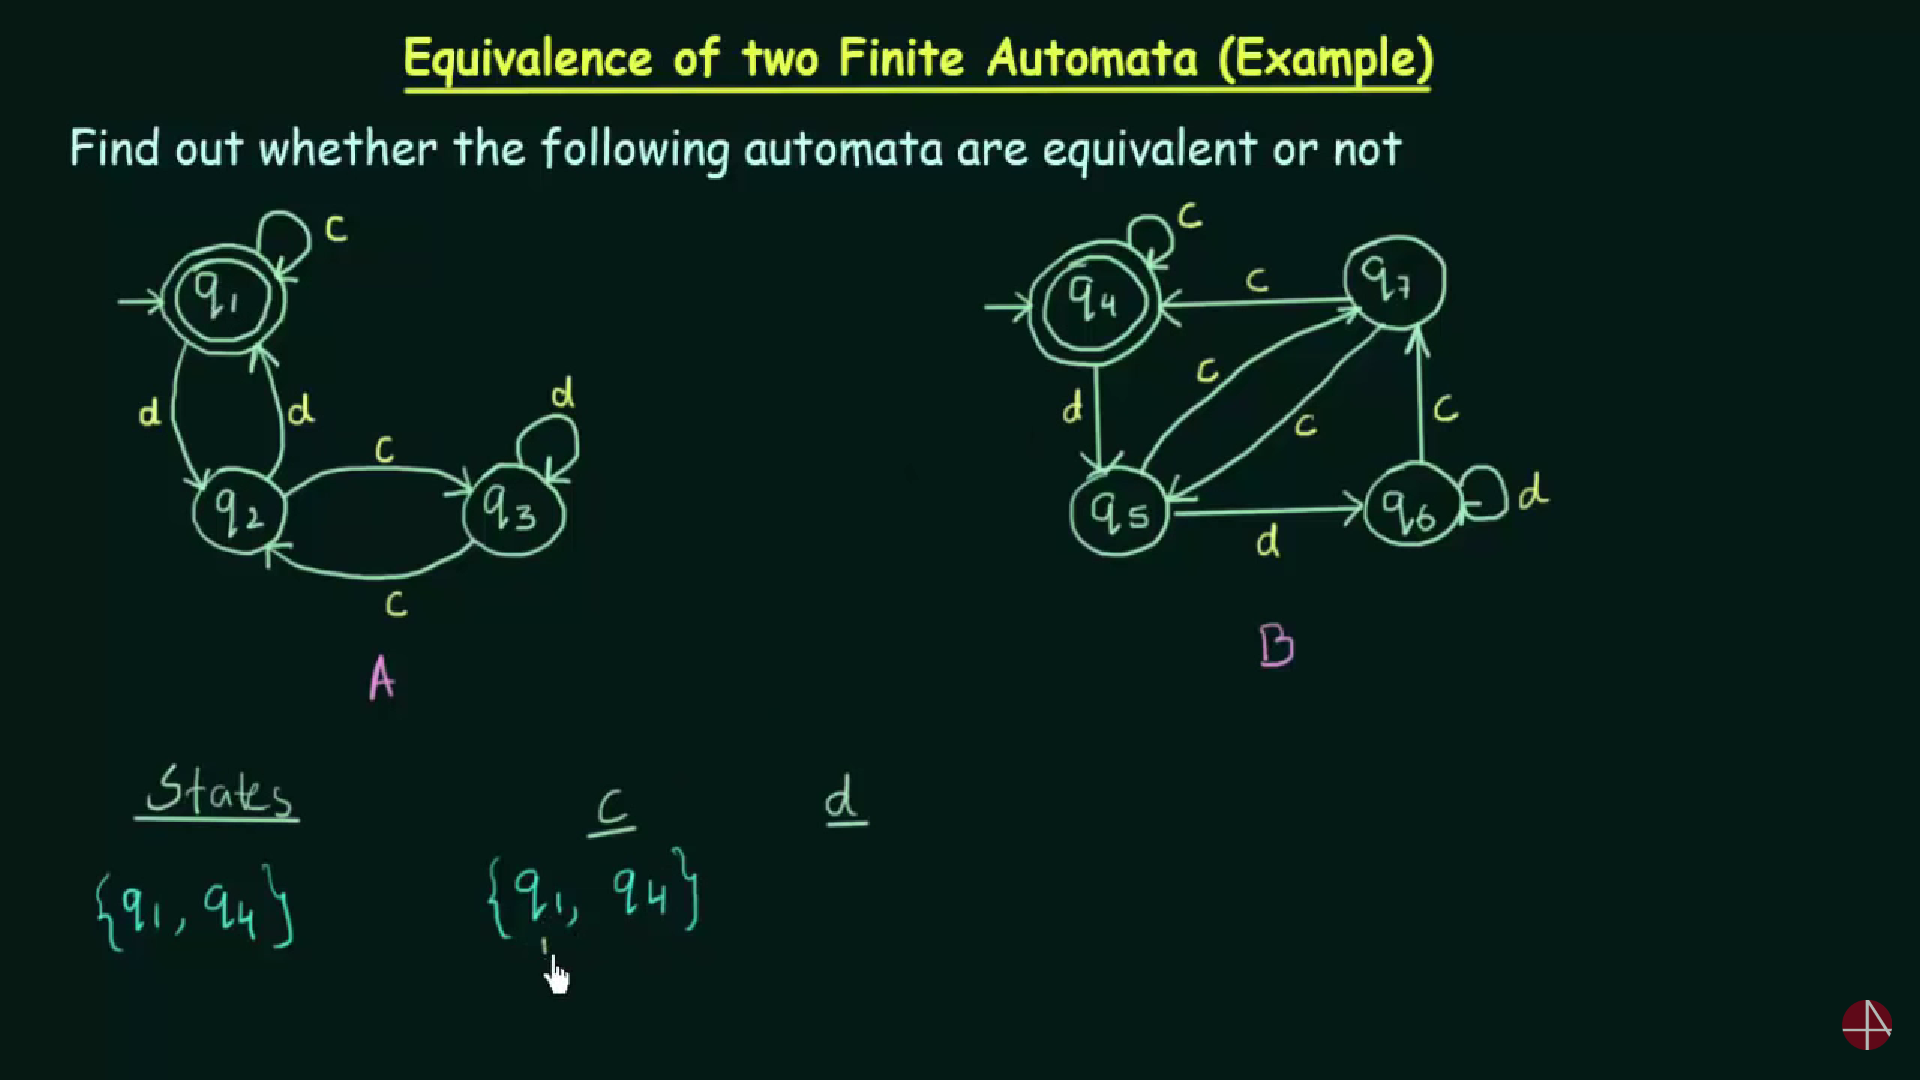 Equivalence of two Finite Automata (Example)
Find out whether the following automata are equivalent or not
c
q1
d
d
c
d
q2
q3
c
A
c
q4
c
q7
d
c
c
c
q5
d
q6
d
B
States c d
{q1, q4} {q1, q4}